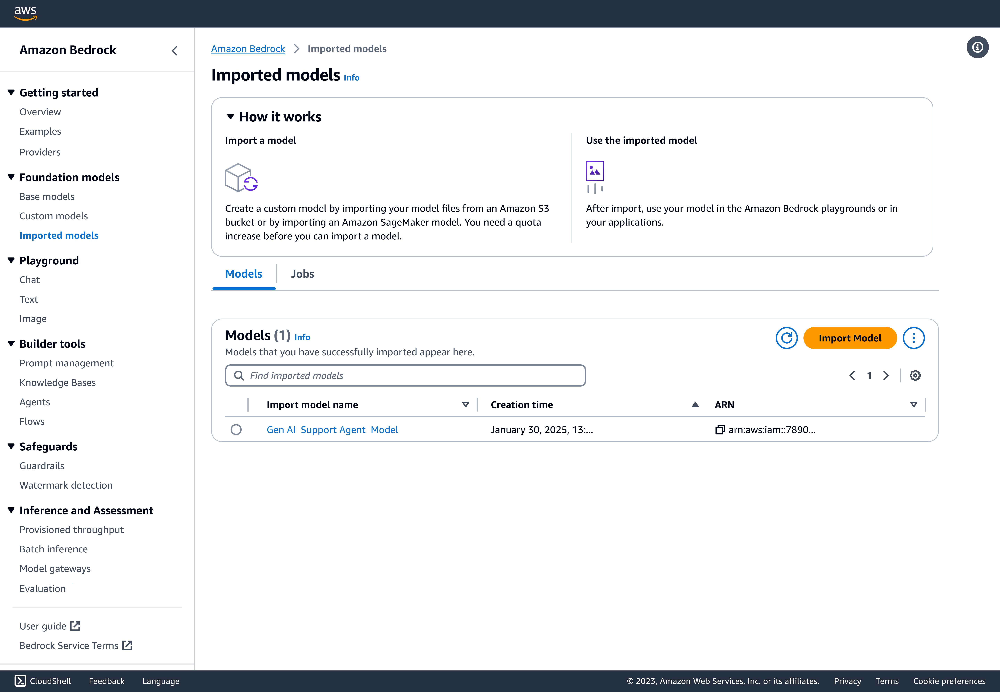 aws
Amazon Bedrock
Getting started
Overview
Examples
Providers
Foundation models
Base models
Custom models
Imported models
Playground
Chat
Text
Image
Builder tools
Prompt management
Knowledge Bases
Agents
Flows
Safeguards
Guardrails
Watermark detection
Inference and Assessment
Provisioned throughput
Batch inference
Model gateways
Evaluation
User guide
Bedrock Service Terms
Amazon Bedrock Imported models
Imported models Info
How it works
Import a model
Create a custom model by importing your model files from an Amazon S3
bucket or by importing an Amazon SageMaker model. You need a quota
increase before you can import a model.
Use the imported model
After import, use your model in the Amazon Bedrock playgrounds or in
your applications.
Models Jobs
Models (1) Info
Models that you have successfully imported appear here.
Import Model
Find imported models
1
Import model name Creation time ARN
Gen AI Support Agent Model January 30, 2025, 13:... arn:aws:iam::7890...
CloudShell Feedback Language © 2023, Amazon Web Services, Inc. or its affiliates. Privacy Terms Cookie preferences